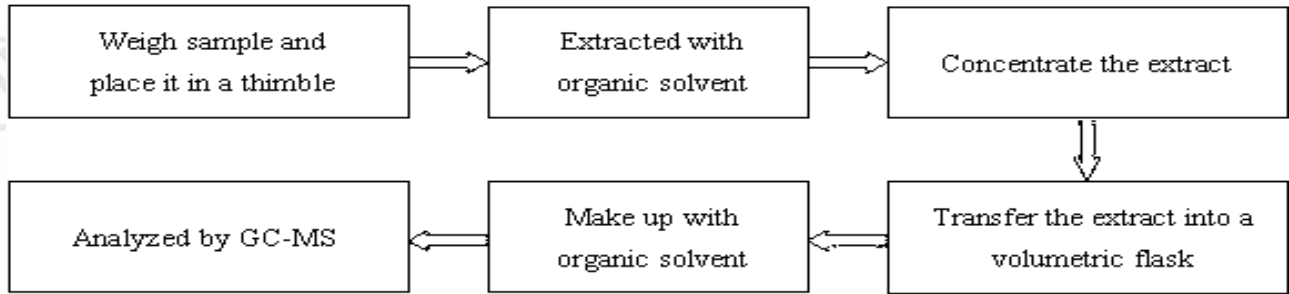 Weigh sample and
place it in a thimble
Extracted with
organic solvent
Concentrate the extract
Transfer the extract into a
volumetric flask
Make up with
organic solvent
Analyzed by GC-MS